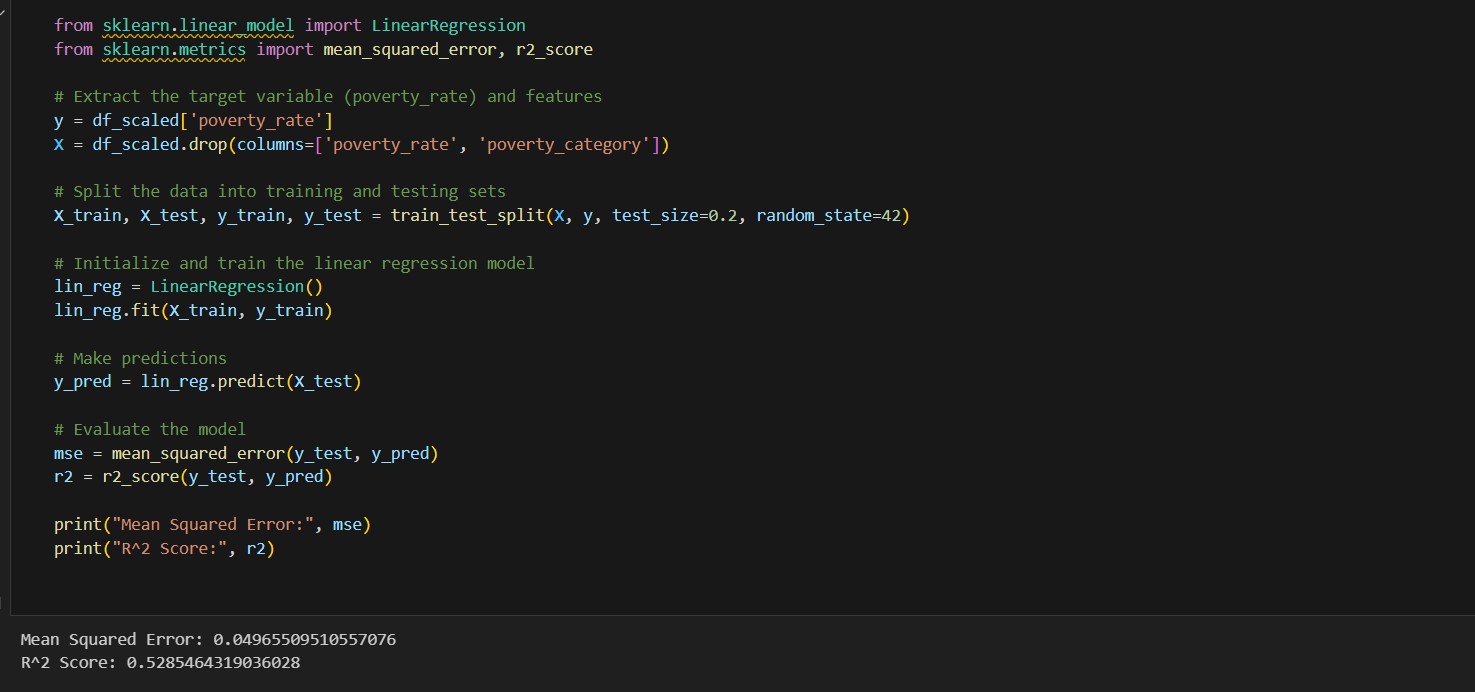 from sklearn.linear_model import LinearRegression
from sklearn.metrics import mean_squared_error, r2_score
# Extract the target variable (poverty_rate) and features
y = df_scaled['poverty_rate']
X = df_scaled.drop(columns=['poverty_rate', 'poverty_category'])
# Split the data into training and testing sets
X_train, X_test, y_train, y_test = train_test_split(X, y, test_size=0.2, random_state=42)
# Initialize and train the linear regression model
lin_reg = LinearRegression()
lin_reg.fit(X_train, y_train)
# Make predictions
y_pred = lin_reg.predict(X_test)
# Evaluate the model
mse = mean_squared_error(y_test, y_pred)
r2 = r2_score(y_test, y_pred)
print("Mean Squared Error:", mse)
print("R^2 Score:", r2)
Mean Squared Error: 0.04965509510557076
R^2 Score: 0.5285464319036028